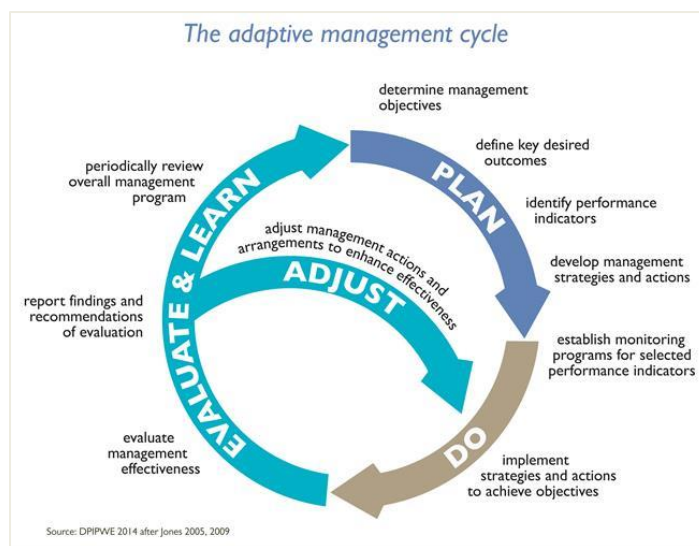 The adaptive management cycle
determine management
objectives
define key desired
outcomes
PLAN
identify performance
indicators
develop management
strategies and actions
establish monitoring
programs for selected
performance indicators
DO
implement
strategies and actions
to achieve objectives
evaluate
management
effectiveness
EVALUATE & LEARN
report findings and
recommendations
of evaluation
periodically review
overall management
program
adjust management actions and
arrangements to enhance effectiveness
ADJUST
Source: DPIPWE 2014 after Jones 2005, 2009